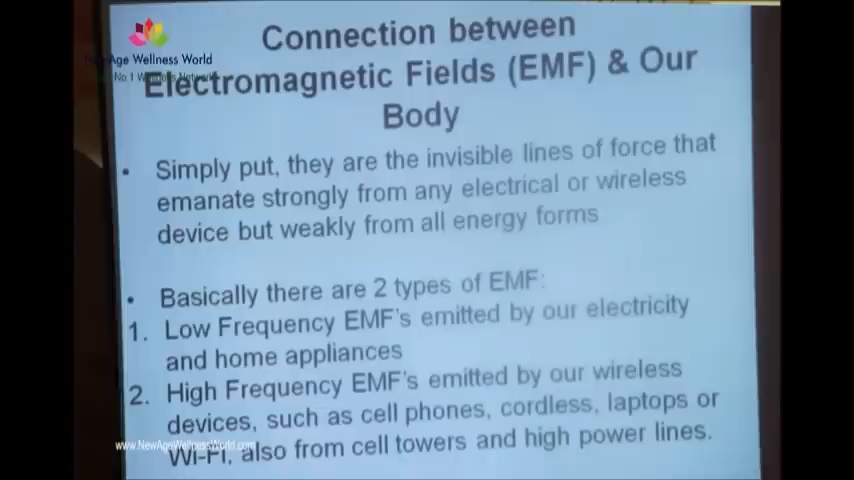 Connection between
Electromagnetic Fields (EMF) & Our
Body
New Age Wellness World
No 1 Wellness Network
• Simply put, they are the invisible lines of force that
emanate strongly from any electrical or wireless
device but weakly from all energy forms
• Basically there are 2 types of EMF:
1. Low Frequency EMF's emitted by our electricity
and home appliances
2. High Frequency EMF's emitted by our wireless
devices, such as cell phones, cordless, laptops or
Wi-Fi, also from cell towers and high power lines.
www.NewAgeWellnessWorld.com